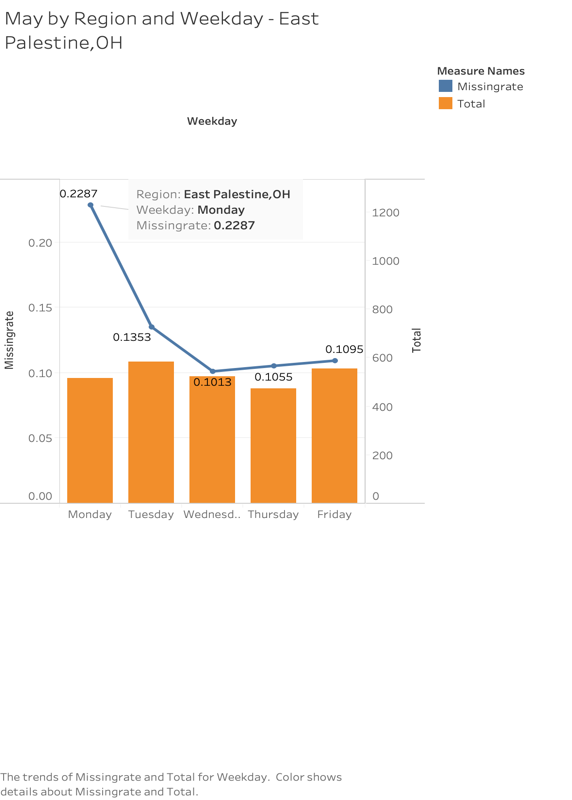 May by Region and Weekday - East
Palestine,OH
Measure Names
Missingrate
Total
Weekday
0.2287
Region: East Palestine,OH
Weekday: Monday
Missingrate: 0.2287
1200
0.20
1000
0.15
800
0.1353
0.1095
600
0.10
0.1013
0.1055
400
0.05
200
0.00
0
Missingrate
Total
Monday
Tuesday
Wednesd..
Thursday
Friday
The trends of Missingrate and Total for Weekday.  Color shows
details about Missingrate and Total.